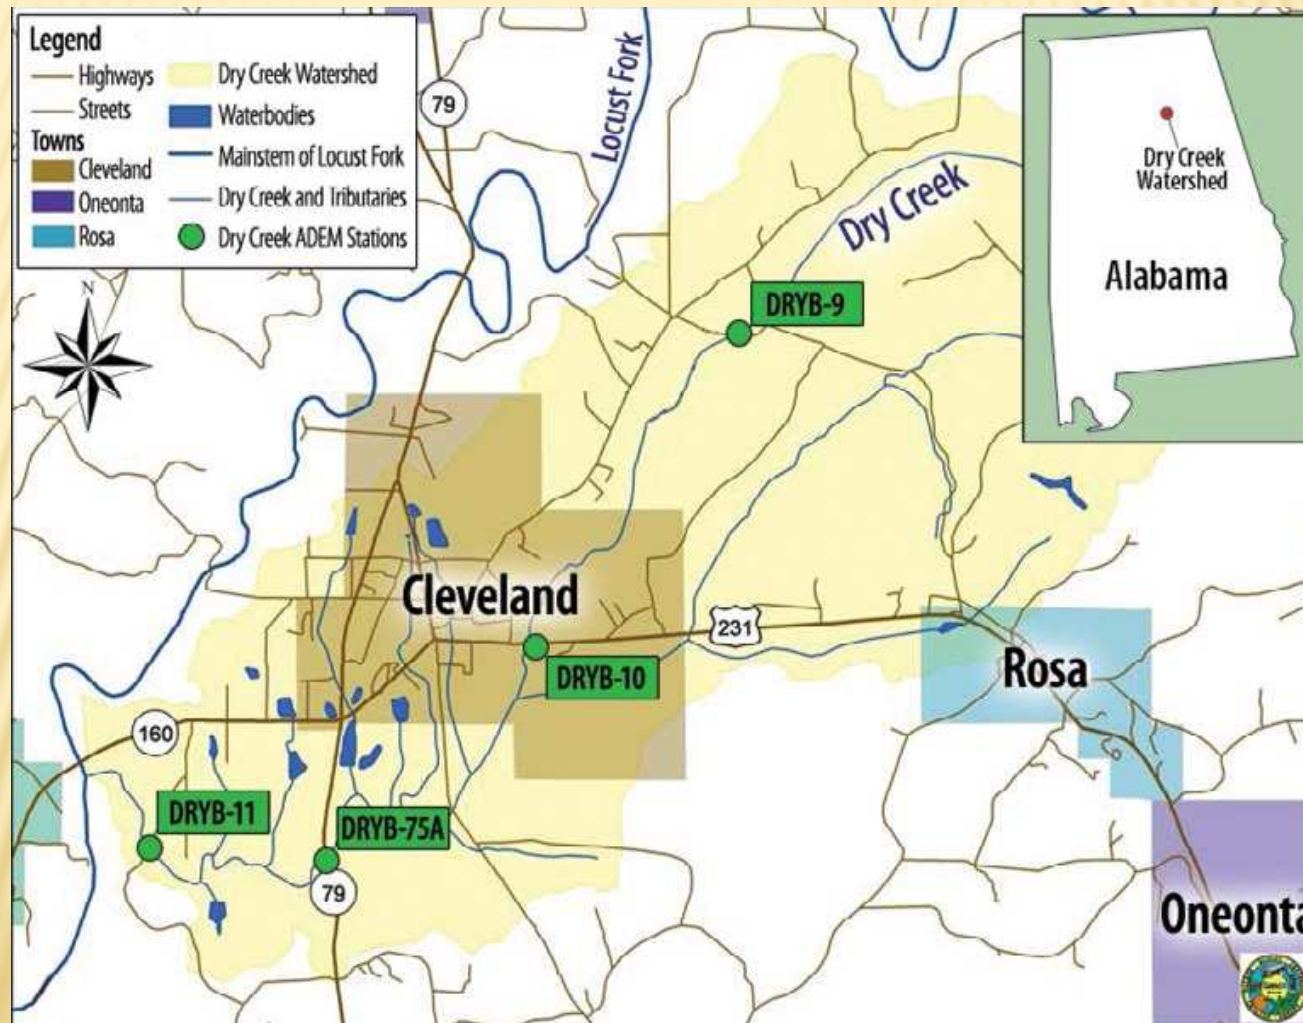 Legend
Highways
Streets
Towns
Cleveland
Oneonta
Rosa
Dry Creek Watershed
Waterbodies
Mainstem of Locust Fork
Dry Creek and Tributaries
Dry Creek ADEM Stations
79
Locust Fork
Dry Creek
Dry Creek
Watershed
Alabama
N
DRYB-9
Cleveland
231
DRYB-10
Rosa
160
DRYB-11
DRYB-75A
79
Oneonta